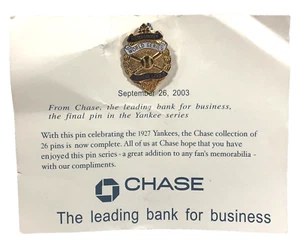 WORLD SERIES
September 26, 2003
From Chase, the leading bank for business,
the final pin in the Yankee series
With this pin celebrating the 1927 Yankees, the Chase collection of
26 pins is now complete. All of us at Chase hope that you have
enjoyed this pin series - a great addition to any fan's memorabilia -
with our compliments.
CHASE
The leading bank for business